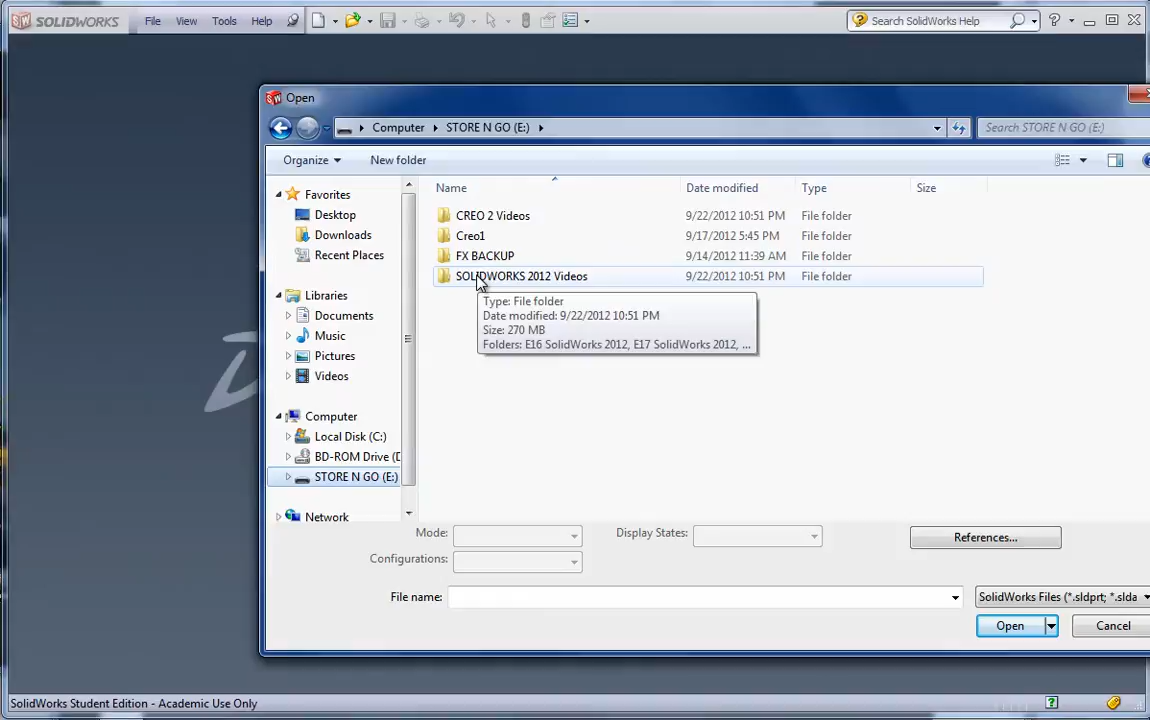 SOLIDWORKS File View Tools Help Search SolidWorks Help
Open
Computer STORE N GO (E:) Search STORE N GO (E:)
Organize New folder
Name Date modified Type Size
Favorites
Desktop
Downloads
Recent Places
Libraries
Documents
Music
Pictures
Videos
Computer
Local Disk (C:)
BD-ROM Drive (D
STORE N GO (E:)
Network
CREO 2 Videos 9/22/2012 10:51 PM File folder
Creo1 9/17/2012 5:45 PM File folder
FX BACKUP 9/14/2012 11:39 AM File folder
SOLIDWORKS 2012 Videos 9/22/2012 10:51 PM File folder
Type: File folder
Date modified: 9/22/2012 10:51 PM
Size: 270 MB
Folders: E16 SolidWorks 2012, E17 SolidWorks 2012, ...
Mode: Display States: References...
Configurations:
File name: SolidWorks Files (*.sldprt; *.slda
Open Cancel
SolidWorks Student Edition - Academic Use Only